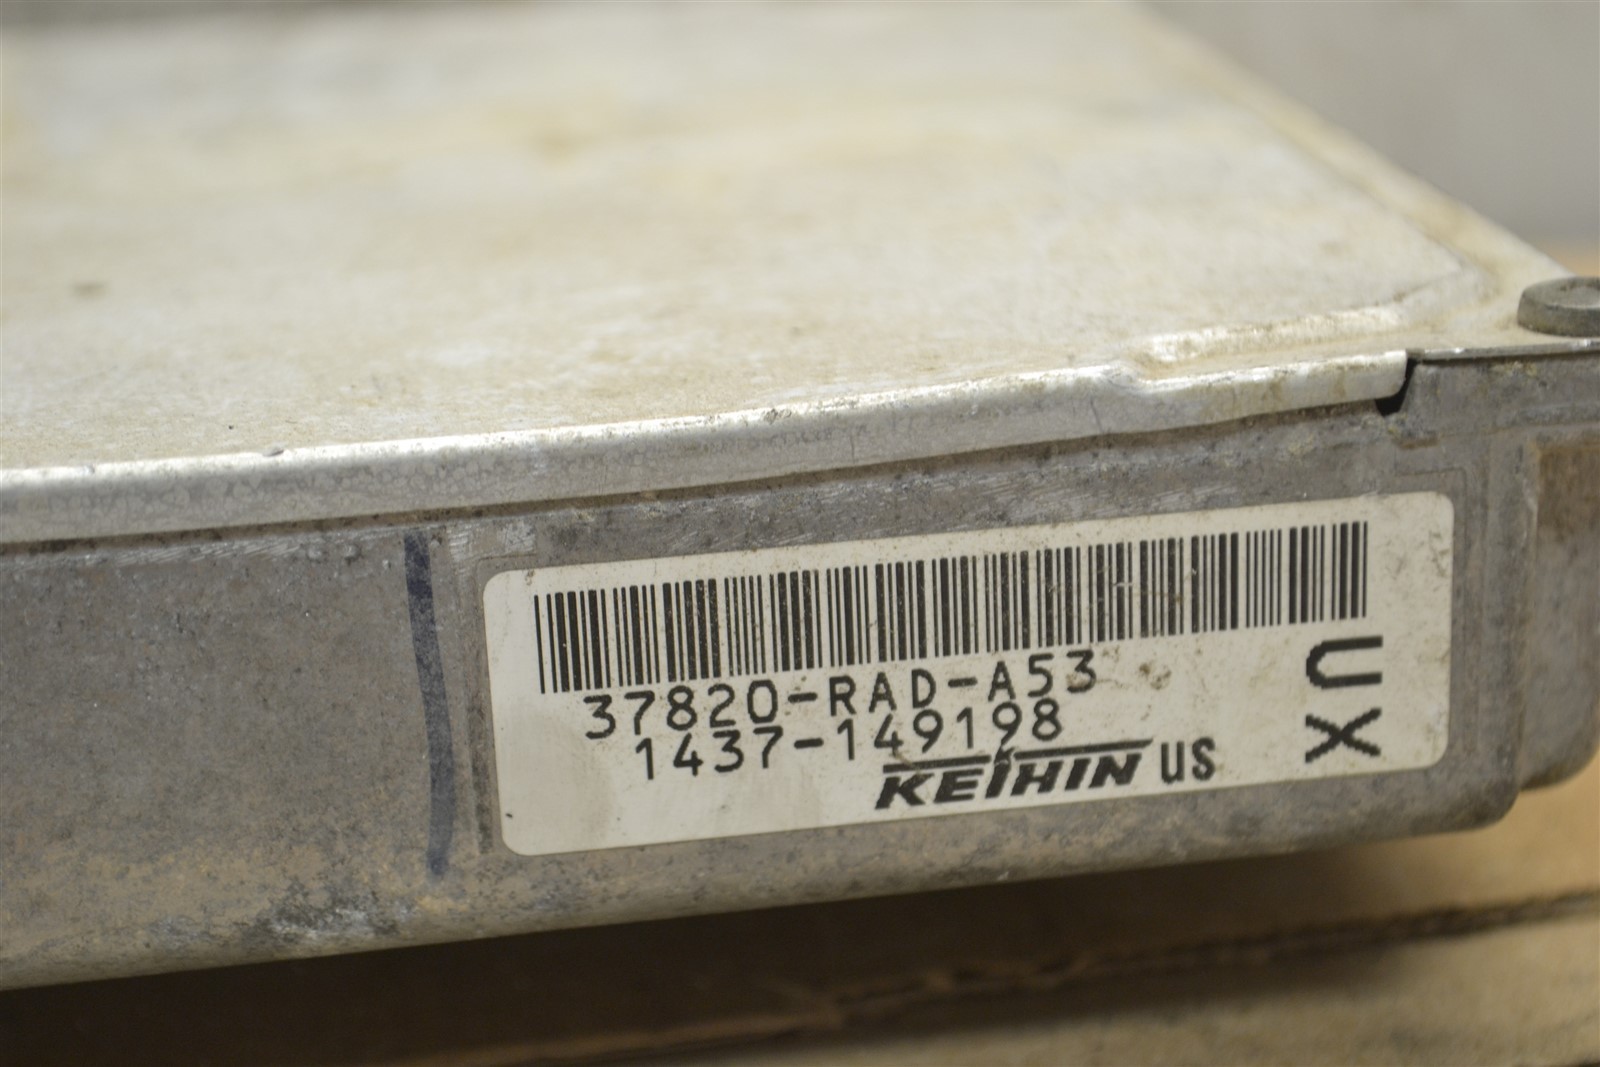 37820-RAD-A53
1437-149198
KEIHIN US
UX